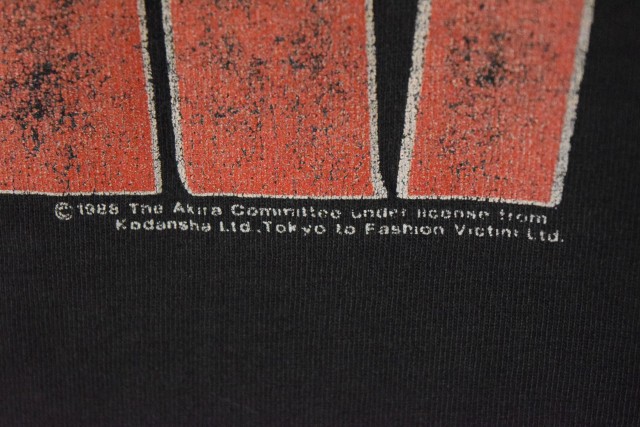 © 1988 The Akira Committee under license from
Kodansha Ltd., Tokyo to Fashion Victim Ltd.